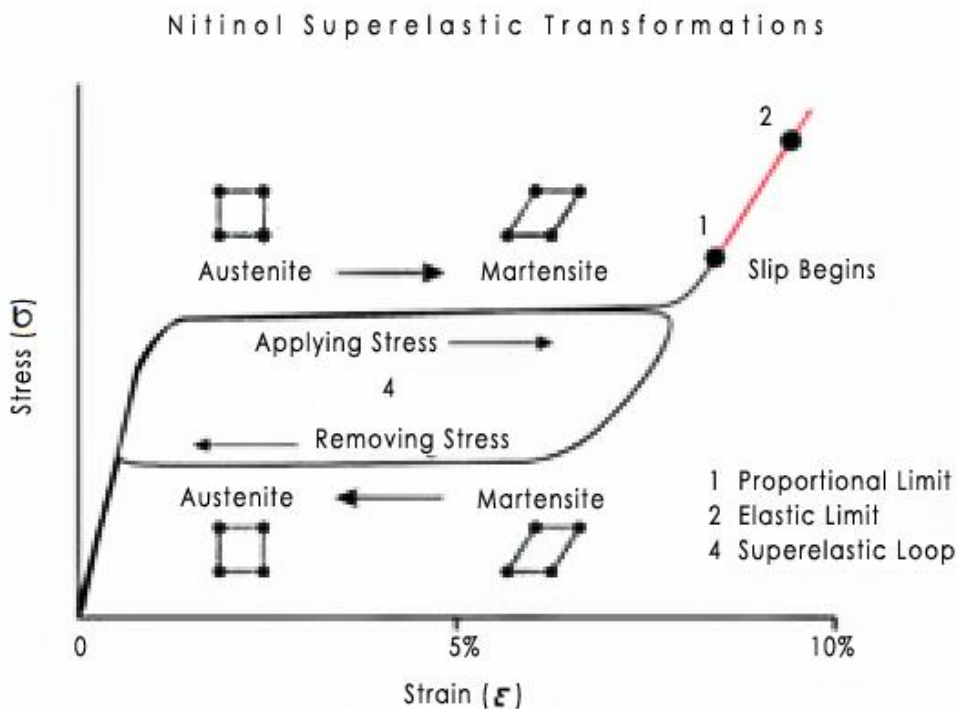 Nitinol Superelastic Transformations
2
1
Austenite
Martensite
Slip Begins
Stress (σ)
Applying Stress
4
Removing Stress
Austenite
Martensite
1 Proportional Limit
2 Elastic Limit
4 Superelastic Loop
0
5%
10%
Strain (ε)